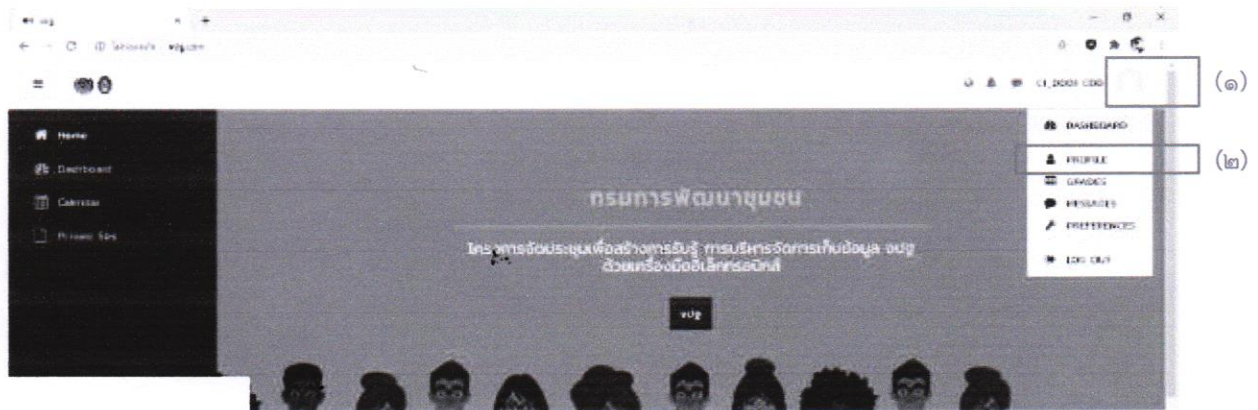 จปฐ
(๑)
Home
DASHBOARD
Dashboard
PROFILE
(๒)
GRADES
Calendar
กรมการพัฒนาชุมชน
MESSAGES
PREFERENCES
โครงการจัดประชุมเพื่อสร้างการรับรู้ การบริหารจัดการเก็บข้อมูล จปฐ
ด้วยเครื่องมืออิเล็กทรอนิกส์
LOG OUT
จปฐ